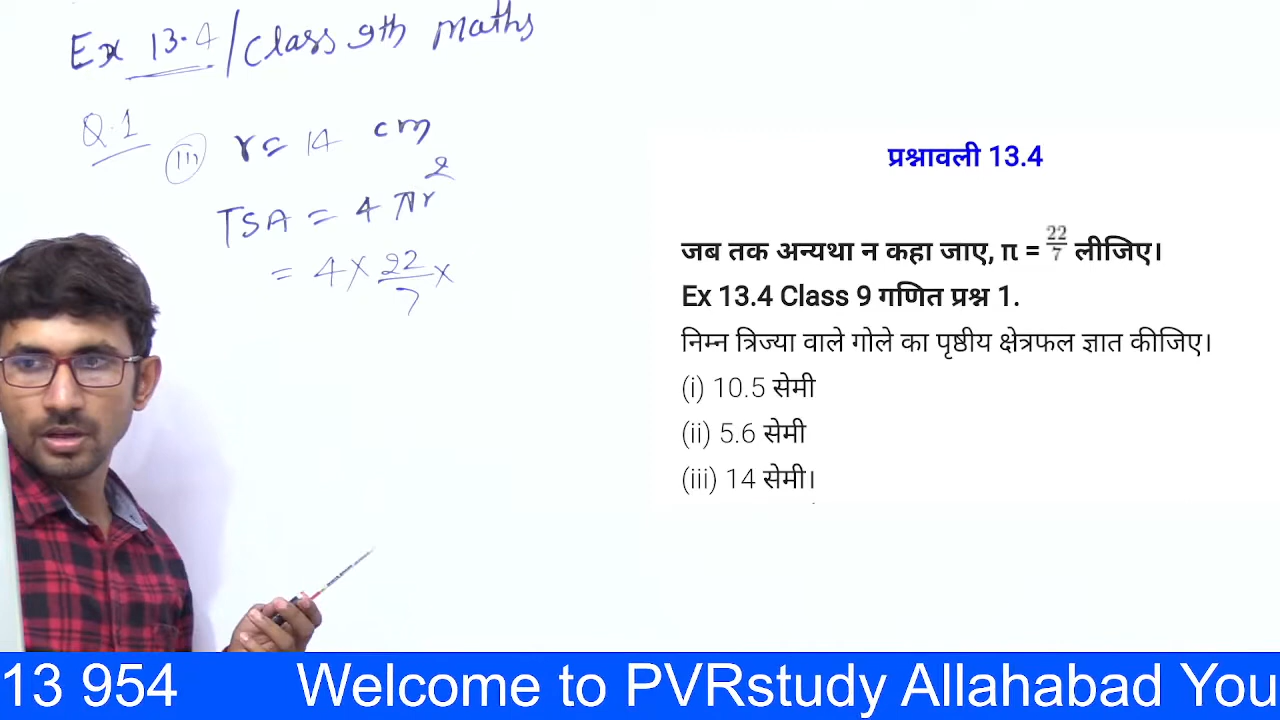 Ex 13.4/Class 9th Maths
Q.1
(iii) r = 14 cm
TSA = 4 πr²
= 4 × 22/7 ×
प्रश्नावली 13.4
जब तक अन्यथा न कहा जाए, π = 22/7 लीजिए।
Ex 13.4 Class 9 गणित प्रश्न 1.
निम्न त्रिज्या वाले गोले का पृष्ठीय क्षेत्रफल ज्ञात कीजिए।
(i) 10.5 सेमी
(ii) 5.6 सेमी
(iii) 14 सेमी।
13 954 Welcome to PVRstudy Allahabad You